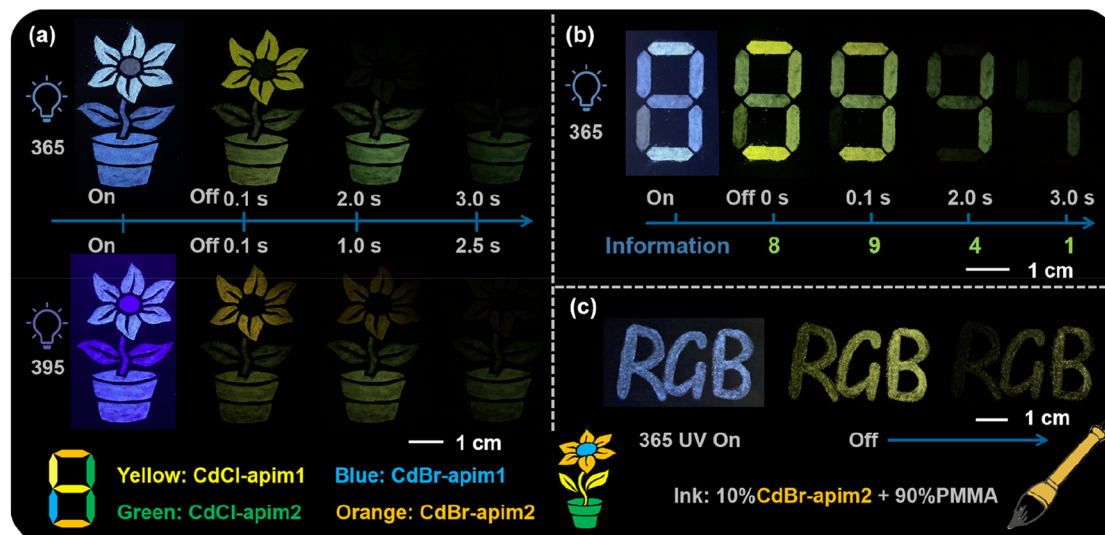 (a)
365
On Off 0.1 s 2.0 s 3.0 s
On Off 0.1 s 1.0 s 2.5 s
395
1 cm
Yellow: CdCl-apim1 Blue: CdBr-apim1
Green: CdCl-apim2 Orange: CdBr-apim2
(b)
365
On Off 0 s 0.1 s 2.0 s 3.0 s
Information 8 9 4 1
1 cm
(c)
RGB RGB RGB
1 cm
365 UV On Off
Ink: 10%CdBr-apim2 + 90%PMMA